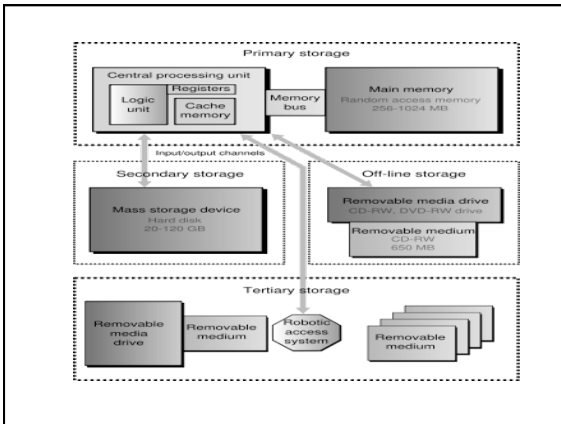 Primary storage
Central processing unit
Registers
Logic
unit
Cache
memory
Memory
bus
Main memory
Random access memory
256-1024 MB
Input/output channels
Secondary storage
Mass storage device
Hard disk
20-120 GB
Off-line storage
Removable media drive
CD-RW, DVD-RW drive
Removable medium
CD-RW
650 MB
Tertiary storage
Removable
media
drive
Removable
medium
Robotic
access
system
Removable
medium